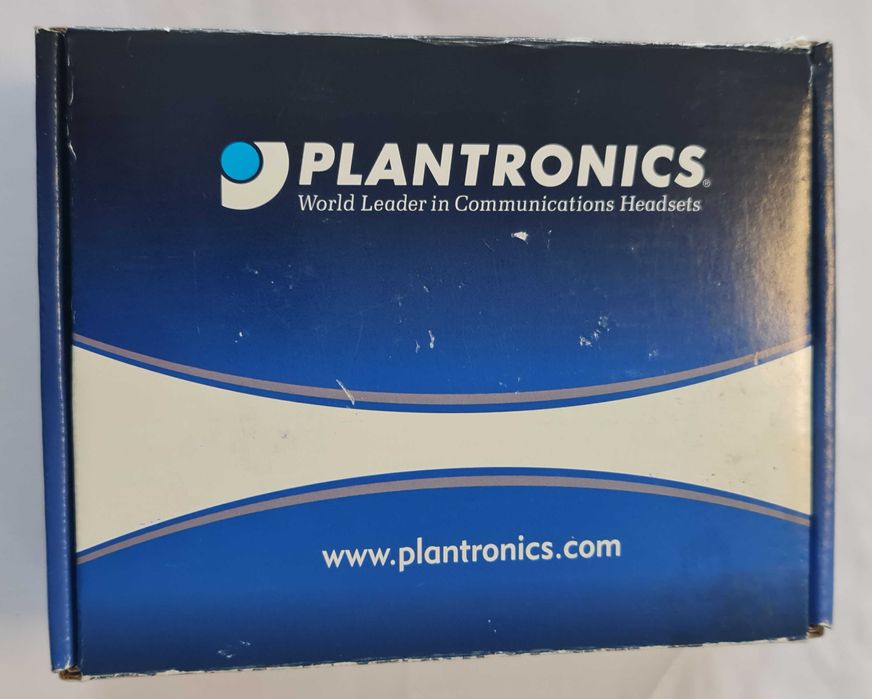 PLANTRONICS®
World Leader in Communications Headsets
www.plantronics.com